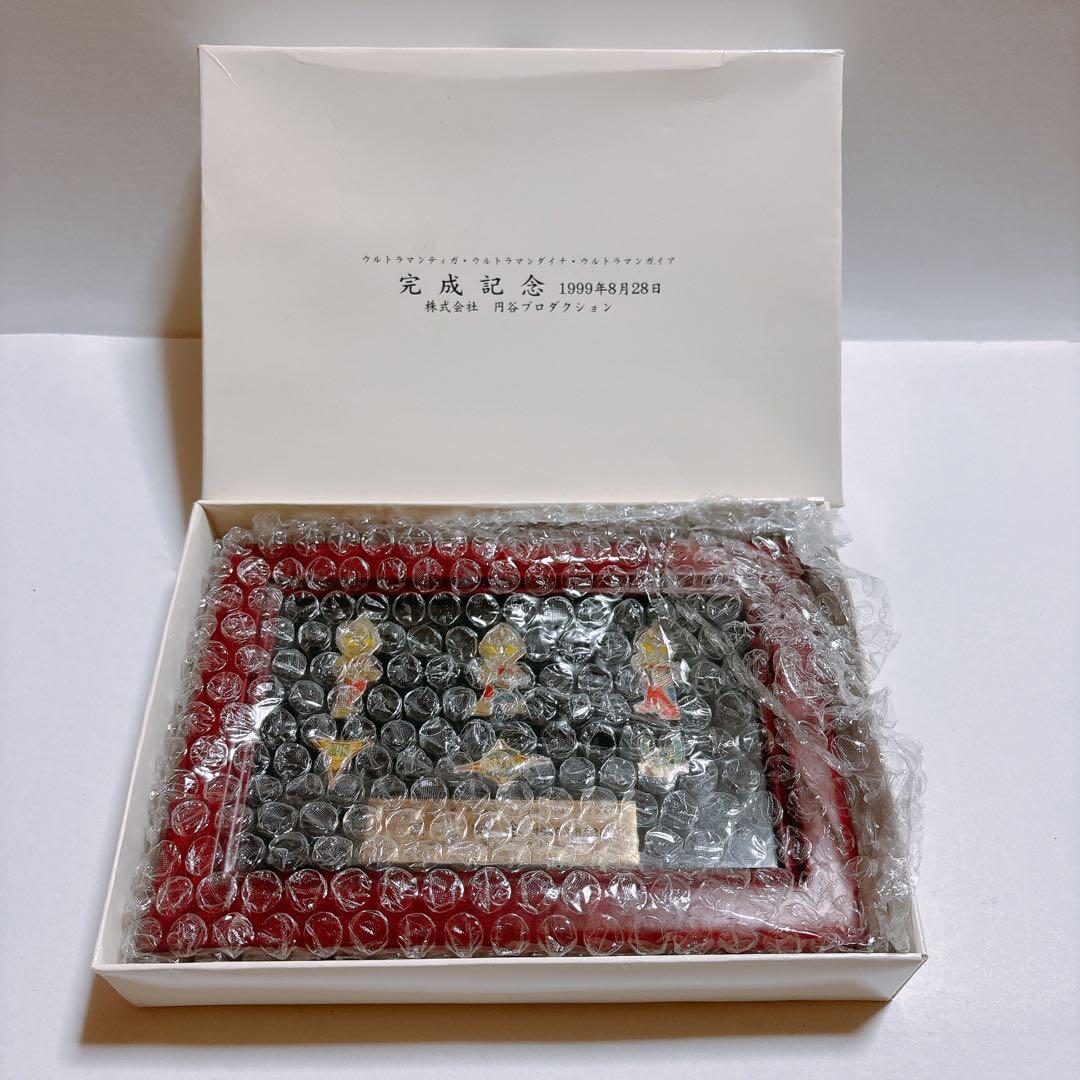 ウルトラマンティガ・ウルトラマンダイナ・ウルトラマンガイア
完成記念 1999年8月28日
株式会社 円谷プロダクション